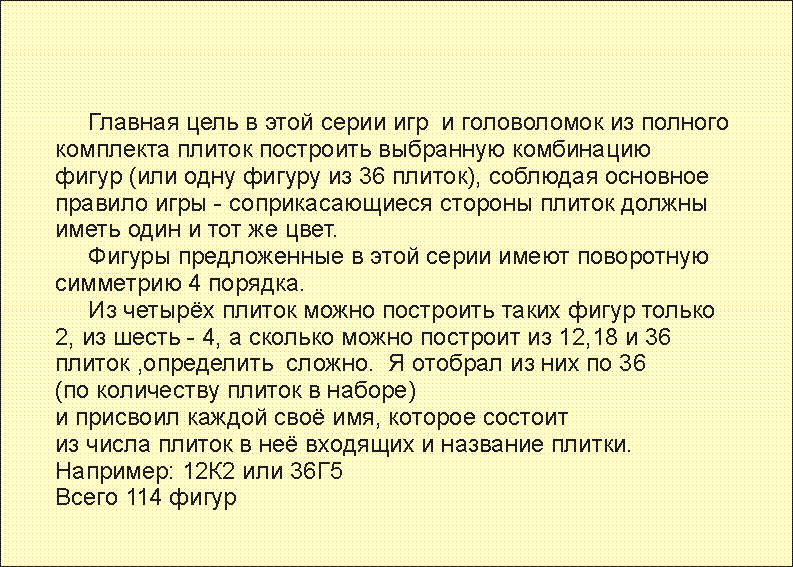 Главная цель в этой серии игр и головоломок из полного
комплекта плиток построить выбранную комбинацию
фигур (или одну фигуру из 36 плиток), соблюдая основное
правило игры - соприкасающиеся стороны плиток должны
иметь один и тот же цвет.
Фигуры предложенные в этой серии имеют поворотную
симметрию 4 порядка.
Из четырёх плиток можно построить таких фигур только
2, из шесть - 4, а сколько можно построит из 12,18 и 36
плиток ,определить сложно. Я отобрал из них по 36
(по количеству плиток в наборе)
и присвоил каждой своё имя, которое состоит
из числа плиток в неё входящих и название плитки.
Например: 12К2 или 36Г5
Всего 114 фигур